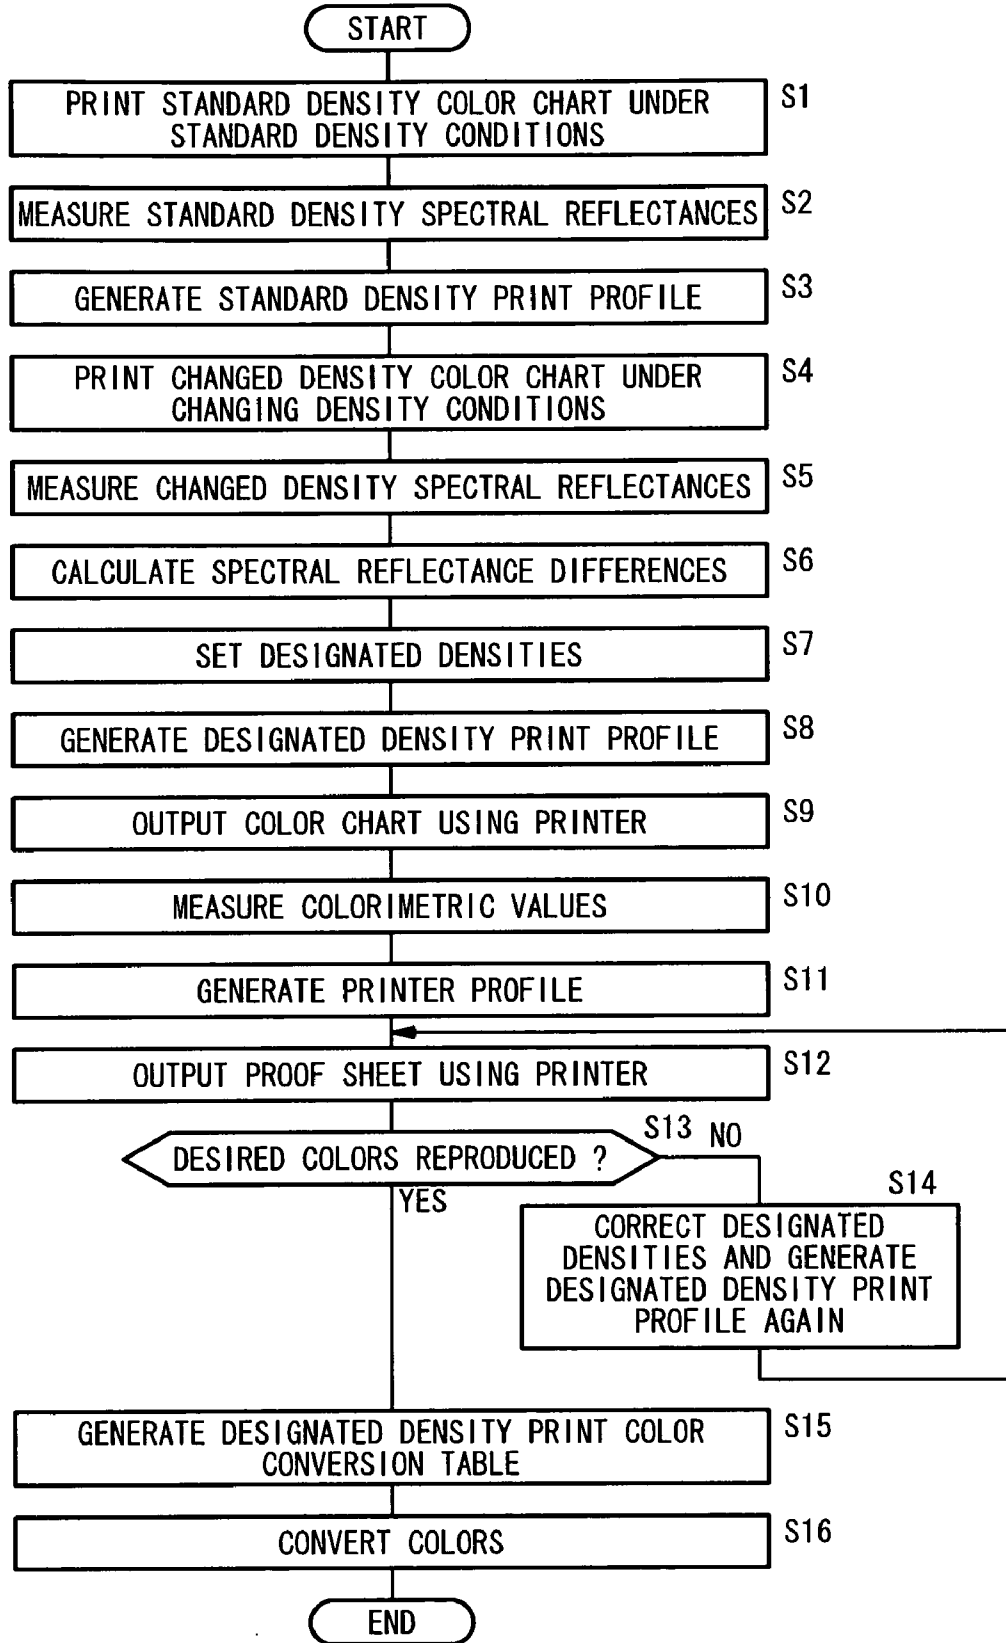 START
S1
PRINT STANDARD DENSITY COLOR CHART UNDER
STANDARD DENSITY CONDITIONS
S2
MEASURE STANDARD DENSITY SPECTRAL REFLECTANCES
S3
GENERATE STANDARD DENSITY PRINT PROFILE
S4
PRINT CHANGED DENSITY COLOR CHART UNDER
CHANGING DENSITY CONDITIONS
S5
MEASURE CHANGED DENSITY SPECTRAL REFLECTANCES
S6
CALCULATE SPECTRAL REFLECTANCE DIFFERENCES
S7
SET DESIGNATED DENSITIES
S8
GENERATE DESIGNATED DENSITY PRINT PROFILE
S9
OUTPUT COLOR CHART USING PRINTER
S10
MEASURE COLORIMETRIC VALUES
S11
GENERATE PRINTER PROFILE
S12
OUTPUT PROOF SHEET USING PRINTER
S13 NO
DESIRED COLORS REPRODUCED ?
YES
S14
CORRECT DESIGNATED
DENSITIES AND GENERATE
DESIGNATED DENSITY PRINT
PROFILE AGAIN
S15
GENERATE DESIGNATED DENSITY PRINT COLOR
CONVERSION TABLE
S16
CONVERT COLORS
END